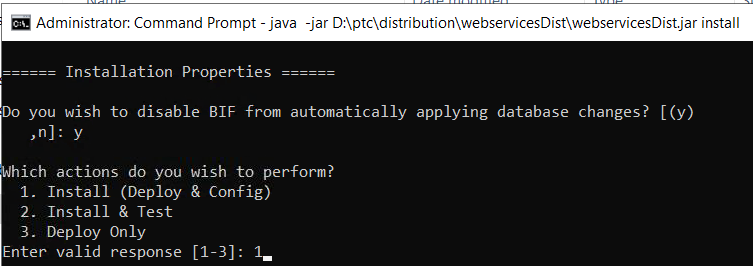 Administrator: Command Prompt - java  -jar D:\ptc\distribution\webservicesDist\webservicesDist.jar install
====== Installation Properties ======
Do you wish to disable BIF from automatically applying database changes? [(y)
,n]: y
Which actions do you wish to perform?
1. Install (Deploy & Config)
2. Install & Test
3. Deploy Only
Enter valid response [1-3]: 1